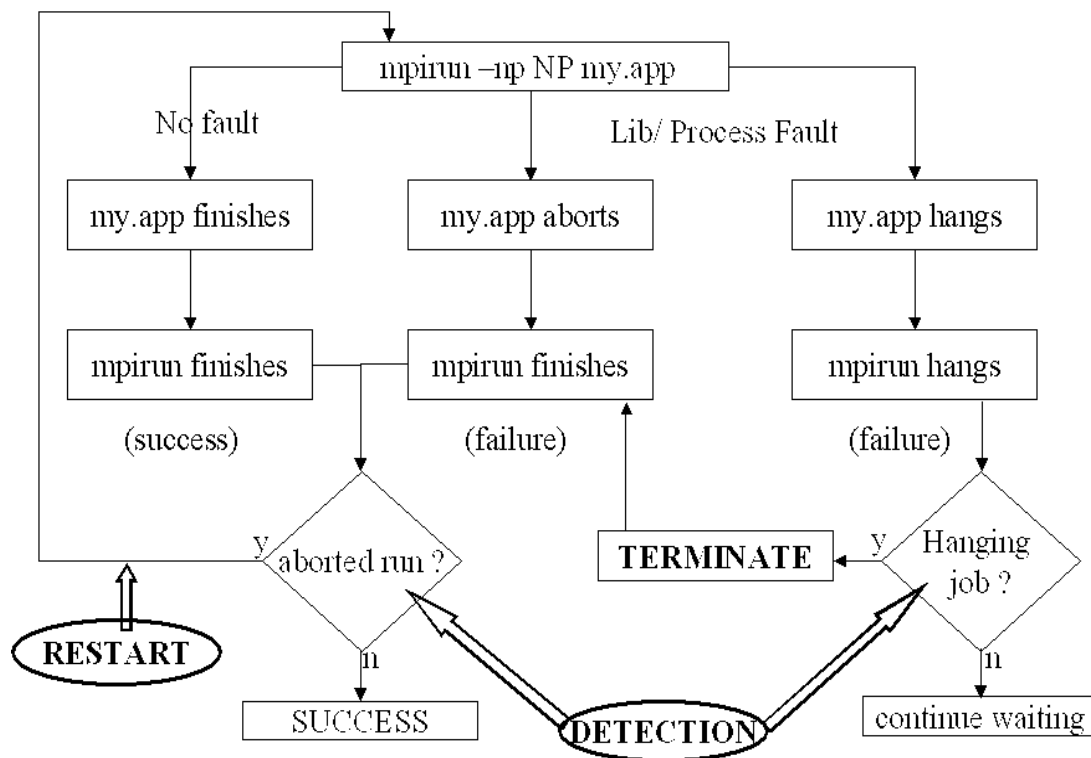 mpirun –np NP my.app
No fault
Lib/ Process Fault
my.app finishes
my.app aborts
my.app hangs
mpirun finishes
mpirun finishes
mpirun hangs
(success)
(failure)
(failure)
y
aborted run ?
TERMINATE
y
Hanging
job ?
RESTART
n
n
SUCCESS
DETECTION
continue waiting